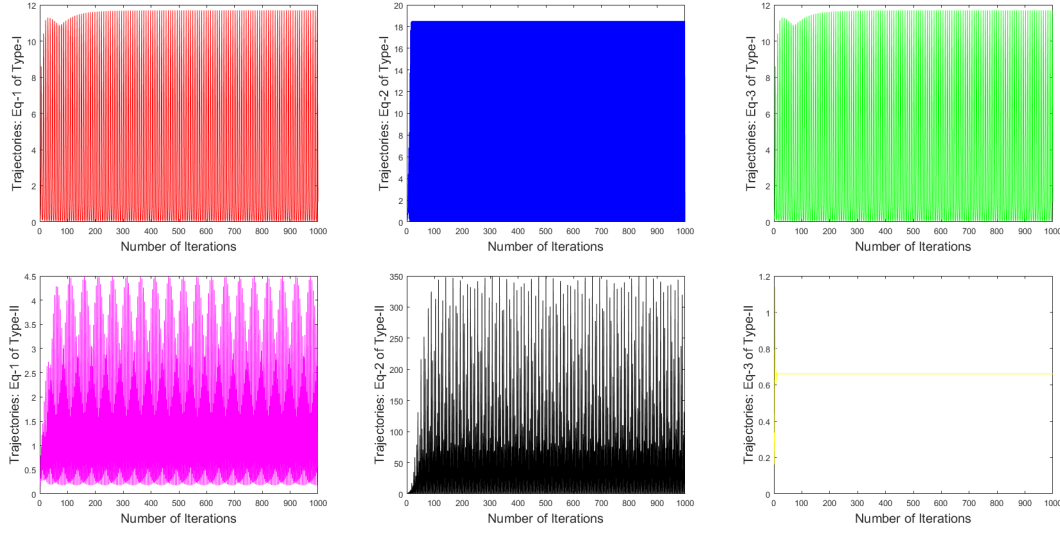 Trajectories: Eq-1 of Type-I
12
10
8
6
4
2
0
0 100 200 300 400 500 600 700 800 900 1000
Number of Iterations
Trajectories: Eq-2 of Type-I
20
18
16
14
12
10
8
6
4
2
0
0 100 200 300 400 500 600 700 800 900 1000
Number of Iterations
Trajectories: Eq-3 of Type-I
12
10
8
6
4
2
0
0 100 200 300 400 500 600 700 800 900 1000
Number of Iterations
Trajectories: Eq-1 of Type-II
4.5
4
3.5
3
2.5
2
1.5
1
0.5
0
0 100 200 300 400 500 600 700 800 900 1000
Number of Iterations
Trajectories: Eq-2 of Type-II
350
300
250
200
150
100
50
0
0 100 200 300 400 500 600 700 800 900 1000
Number of Iterations
Trajectories: Eq-3 of Type-II
1.2
1
0.8
0.6
0.4
0.2
0
0 100 200 300 400 500 600 700 800 900 1000
Number of Iterations